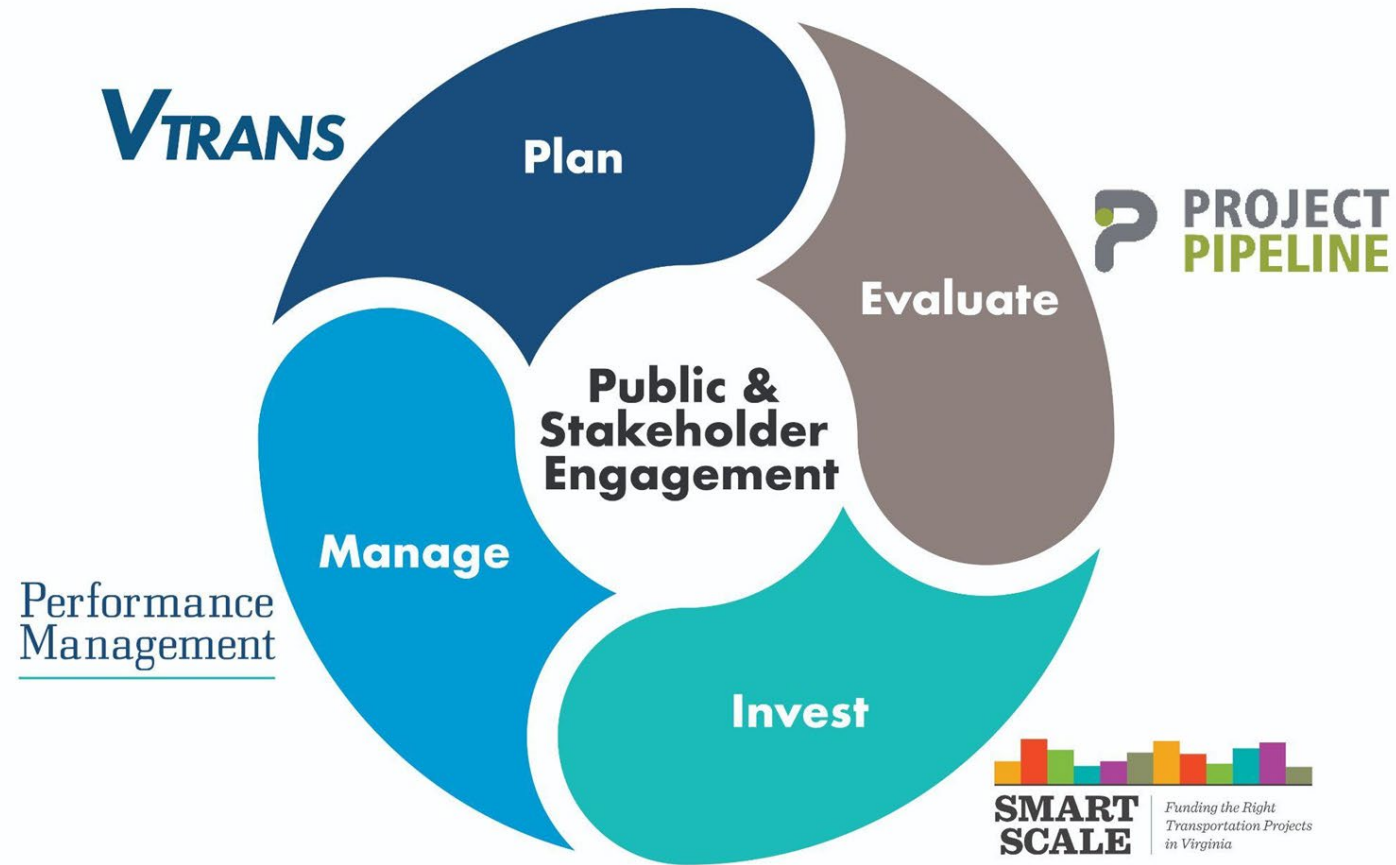 VTRANS
Plan
PROJECT
PIPELINE
Evaluate
Public &
Stakeholder
Engagement
Manage
Performance
Management
Invest
SMART
SCALE
Funding the Right
Transportation Projects
in Virginia